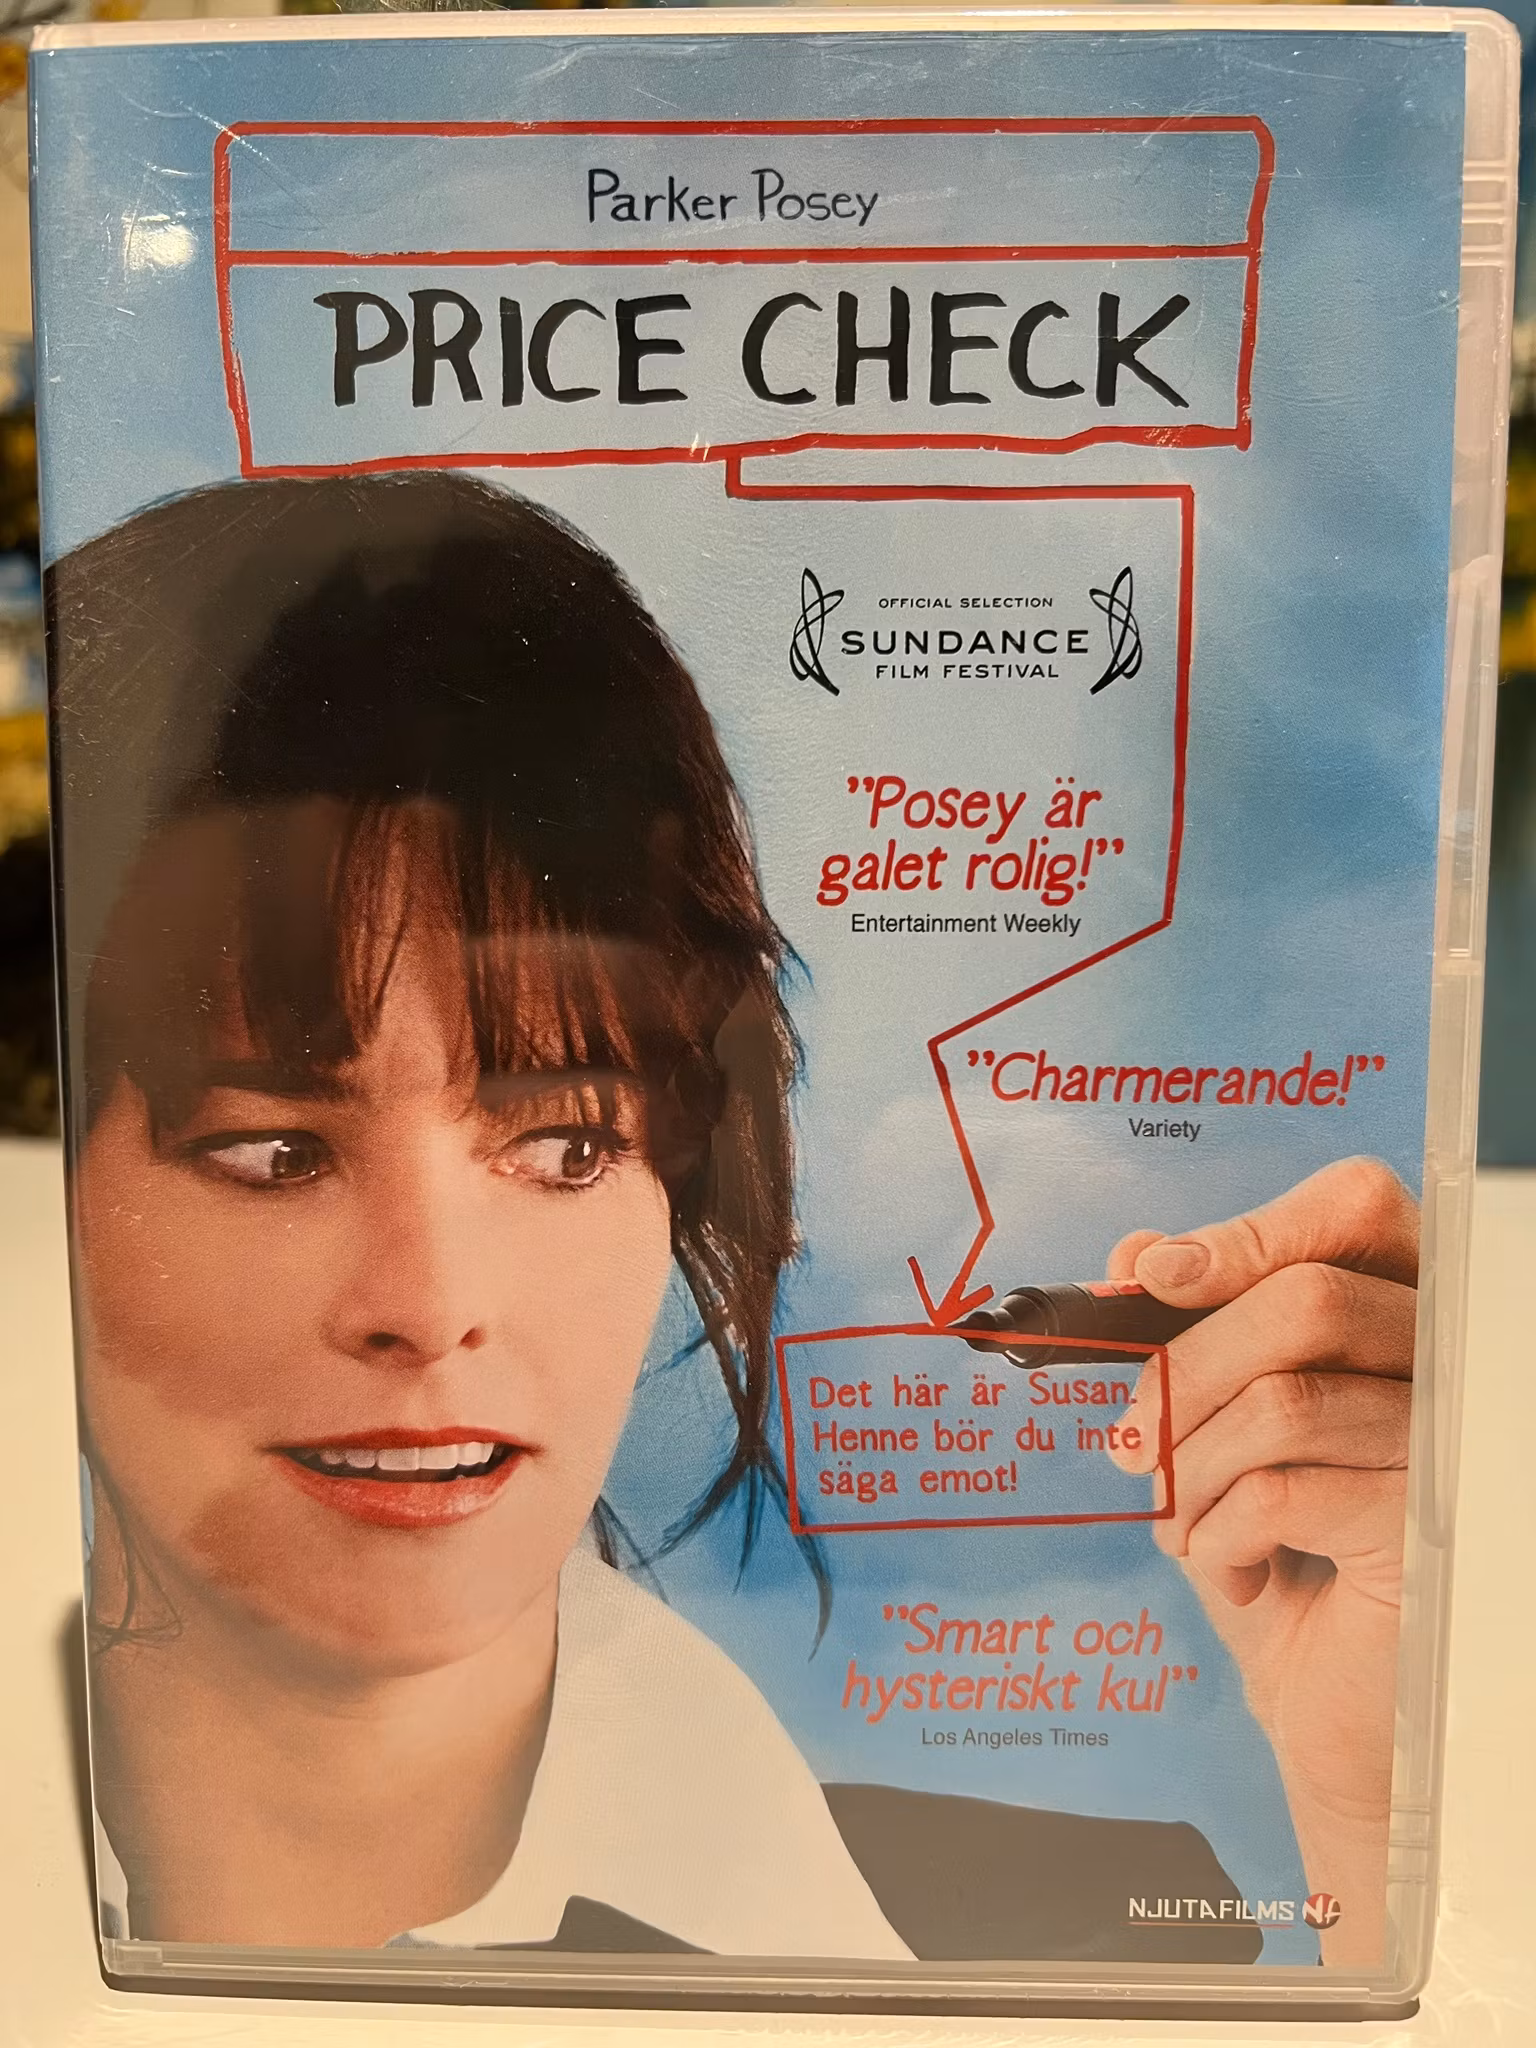 Parker Posey
PRICE CHECK
OFFICIAL SELECTION
SUNDANCE
FILM FESTIVAL
”Posey är
galet rolig!”
Entertainment Weekly
”Charmerande!”
Variety
Det här är Susan.
Henne bör du inte
säga emot!
”Smart och
hysteriskt kul”
Los Angeles Times
NJUTAFILMS NF